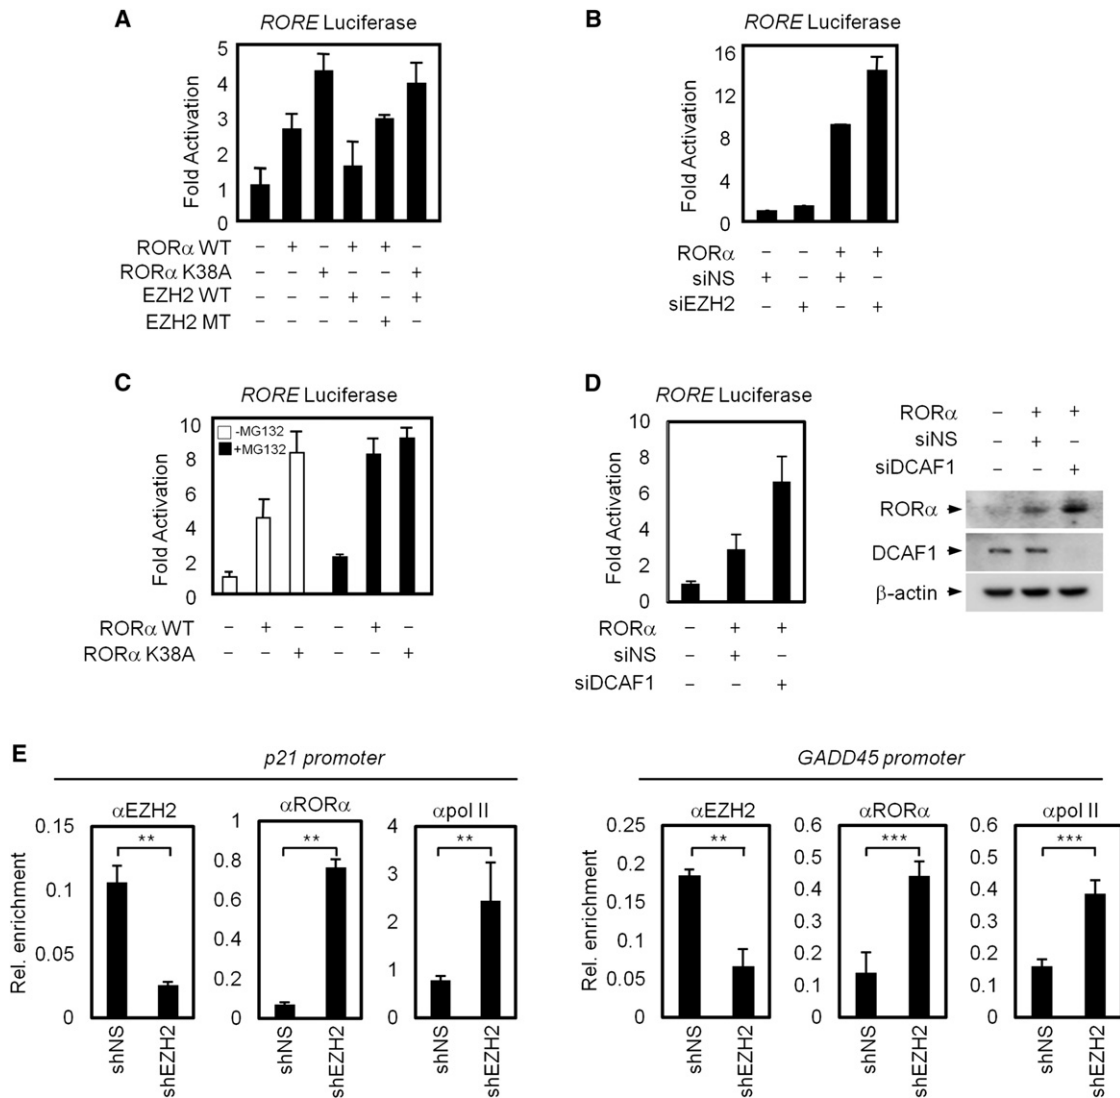 A
RORE Luciferase
Fold Activation
5
4
3
2
1
0
RORα WT – + – + + –
RORα K38A – – + – – +
EZH2 WT – – – + – +
EZH2 MT – – – – + –
B
RORE Luciferase
Fold Activation
16
12
8
4
0
RORα – – + +
siNS + – + –
siEZH2 – + – +
C
RORE Luciferase
Fold Activation
10
8
6
4
2
0
-MG132
+MG132
RORα WT – + – – + –
RORα K38A – – + – – +
D
RORE Luciferase
Fold Activation
10
8
6
4
2
0
RORα – + +
siNS – + –
siDCAF1 – – +
RORα – + +
siNS – + –
siDCAF1 – – +
RORα
DCAF1
β-actin
E
p21 promoter
Rel. enrichment
αEZH2
0.15
0.1
0.05
0
**
shNS
shEZH2
αRORα
1
0.8
0.6
0.4
0.2
0
**
shNS
shEZH2
αpol II
4
3
2
1
0
**
shNS
shEZH2
GADD45 promoter
Rel. enrichment
αEZH2
0.25
0.2
0.15
0.1
0.05
0
**
shNS
shEZH2
αRORα
0.6
0.5
0.4
0.3
0.2
0.1
0
***
shNS
shEZH2
αpol II
0.6
0.5
0.4
0.3
0.2
0.1
0
***
shNS
shEZH2